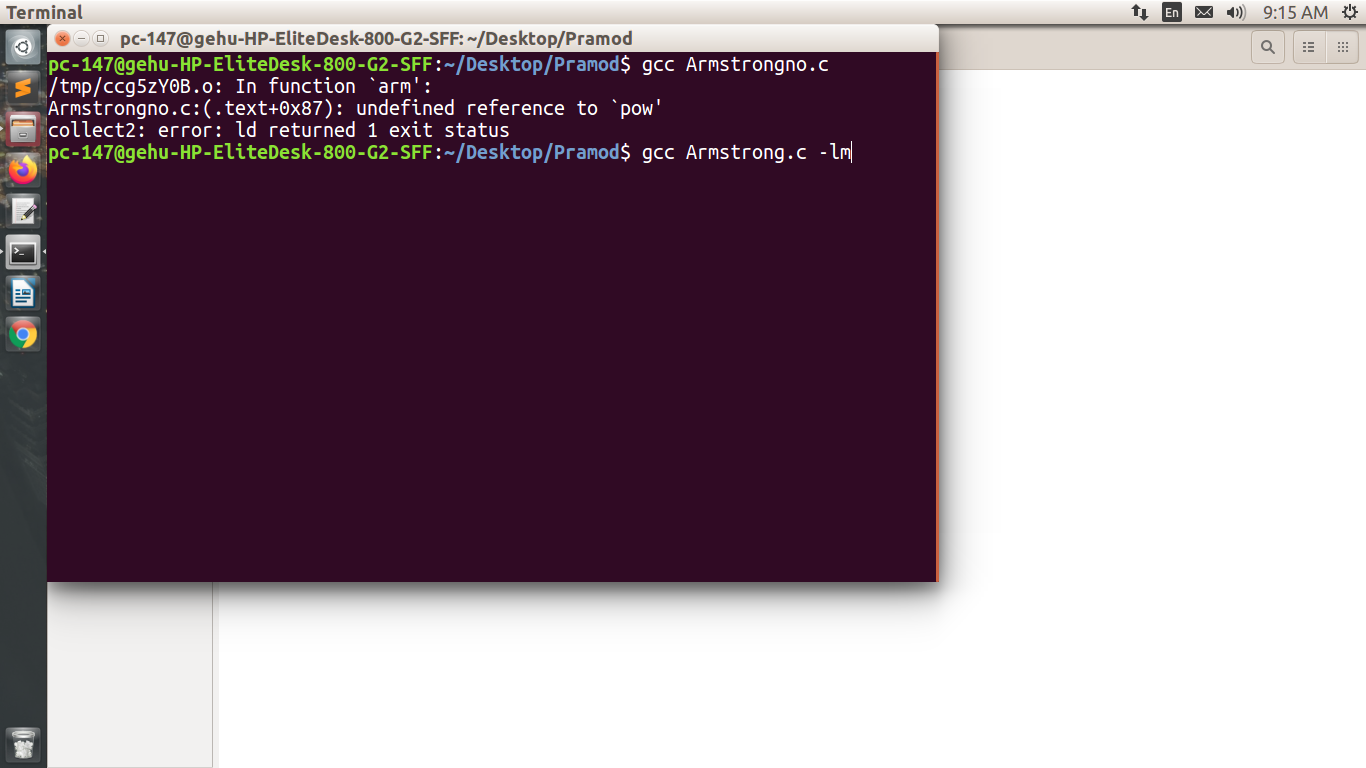 Terminal
En
9:15 AM
pc-147@gehu-HP-EliteDesk-800-G2-SFF: ~/Desktop/Pramod
pc-147@gehu-HP-EliteDesk-800-G2-SFF:~/Desktop/Pramod$ gcc Armstrongno.c
/tmp/ccg5zY0B.o: In function `arm':
Armstrongno.c:(.text+0x87): undefined reference to `pow'
collect2: error: ld returned 1 exit status
pc-147@gehu-HP-EliteDesk-800-G2-SFF:~/Desktop/Pramod$ gcc Armstrong.c -lm